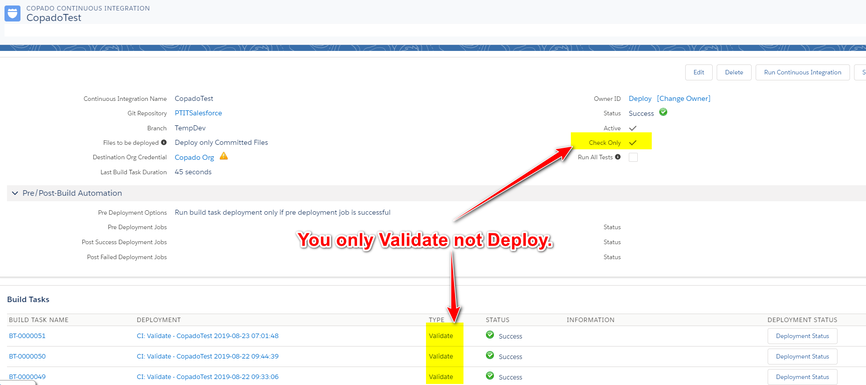 COPADO CONTINUOUS INTEGRATION
CopadoTest
Edit Delete Run Continuous Integration S
Continuous Integration Name CopadoTest Owner ID Deploy [Change Owner]
Git Repository PTITSalesforce Status Success
Branch TempDev Active
Files to be deployed Deploy only Committed Files Check Only
Destination Org Credential Copado Org Run All Tests
Last Build Task Duration 45 seconds
Pre/Post-Build Automation
Pre Deployment Options Run build task deployment only if pre deployment job is successful
Pre Deployment Jobs Status
Post Success Deployment Jobs Status
Post Failed Deployment Jobs Status
You only Validate not Deploy.
Build Tasks
BUILD TASK NAME DEPLOYMENT TYPE STATUS INFORMATION DEPLOYMENT STATUS
BT-0000051 CI: Validate - CopadoTest 2019-08-23 07:01:48 Validate Success Deployment Status
BT-0000050 CI: Validate - CopadoTest 2019-08-22 09:44:39 Validate Success Deployment Status
BT-0000049 CI: Validate - CopadoTest 2019-08-22 09:33:06 Validate Success Deployment Status